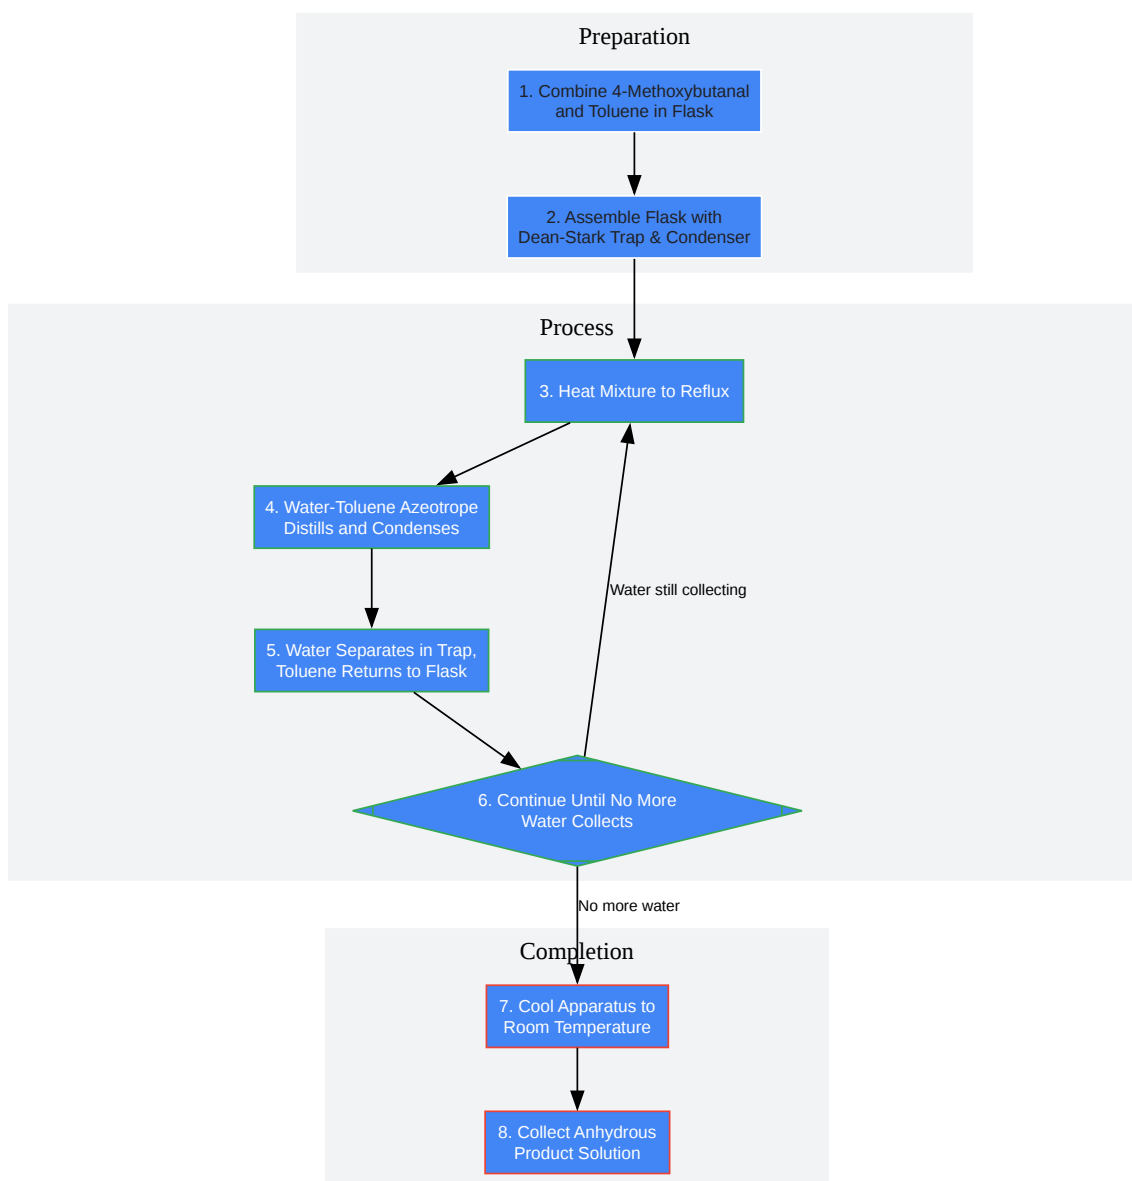 Preparation
1. Combine 4-Methoxybutanal
and Toluene in Flask
2. Assemble Flask with
Dean-Stark Trap & Condenser
Process
3. Heat Mixture to Reflux
4. Water-Toluene Azeotrope
Distills and Condenses
Water still collecting
5. Water Separates in Trap,
Toluene Returns to Flask
6. Continue Until No More
Water Collects
No more water
Completion
7. Cool Apparatus to
Room Temperature
8. Collect Anhydrous
Product Solution